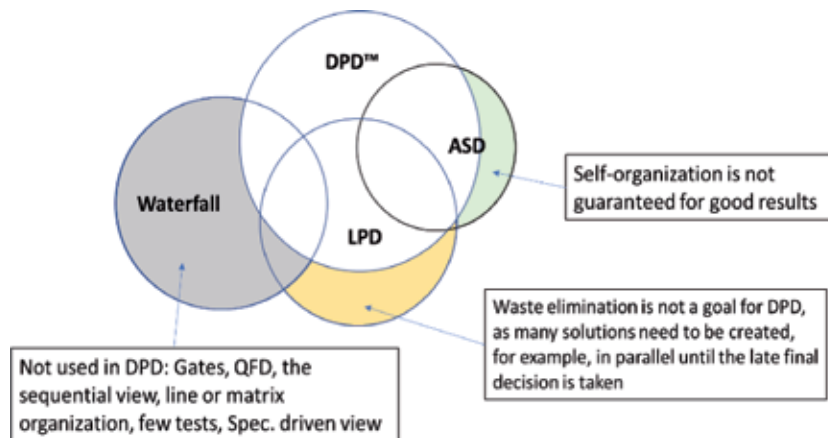 DPD™
ASD
Waterfall
LPD
Self-organization is not
guaranteed for good results
Waste elimination is not a goal for DPD,
as many solutions need to be created,
for example, in parallel until the late final
decision is taken
Not used in DPD: Gates, QFD, the
sequential view, line or matrix
organization, few tests, Spec. driven view